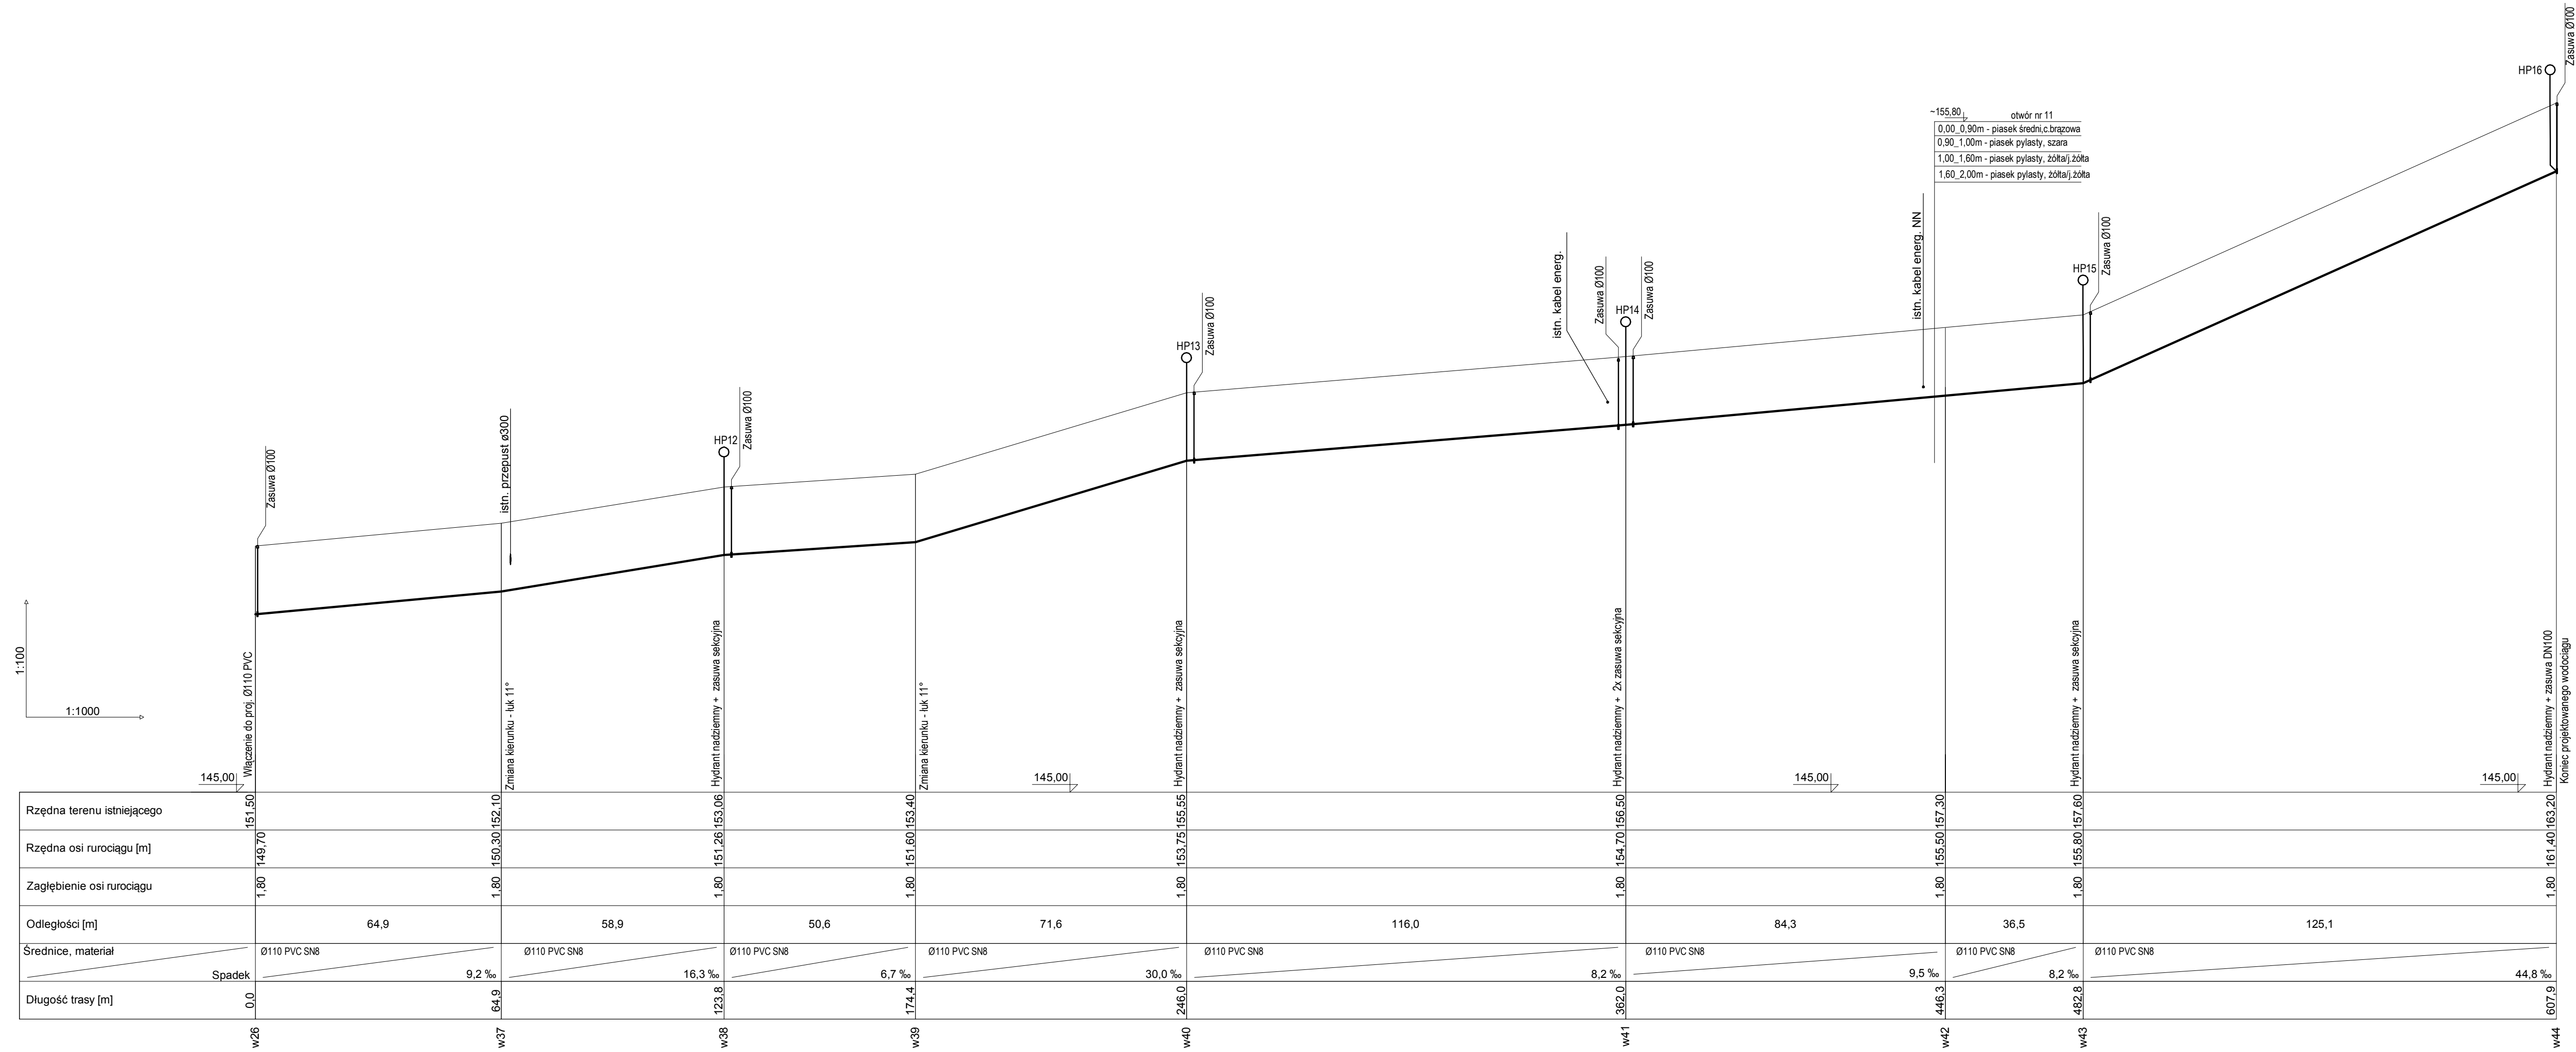 Zasuwa Ø100
HP16
~155,80
otwór nr 11
0,00_0,90m - piasek średni,c.brązowa
0,90_1,00m - piasek pylasty, szara
1,00_1,60m - piasek pylasty, żółta/j.żółta
1,60_2,00m - piasek pylasty, żółta/j.żółta
istn. kabel energ. NN
Zasuwa Ø100
HP15
istn. kabel energ.
Zasuwa Ø100
HP14
Zasuwa Ø100
HP13
Zasuwa Ø100
HP12
Zasuwa Ø100
istn. przepust ø300
Zasuwa Ø100
1:100
1:1000
Włączenie do proj. Ø110 PVC
Zmiana kierunku - łuk 11°
Hydrant nadziemny + zasuwa sekcyjna
Zmiana kierunku - łuk 11°
Hydrant nadziemny + zasuwa sekcyjna
Hydrant nadziemny + 2x zasuwa sekcyjna
Hydrant nadziemny + zasuwa sekcyjna
Hydrant nadziemny + zasuwa DN100
Koniec projektowanego wodociągu
145,00 145,00 145,00 145,00
Rzędna terenu istniejącego 151,50 152,10 153,06 153,40 155,55 156,50 157,30 157,60 163,20
Rzędna osi rurociągu [m] 149,70 150,30 151,26 151,60 153,75 154,70 155,50 155,80 161,40
Zagłębienie osi rurociągu 1,80 1,80 1,80 1,80 1,80 1,80 1,80 1,80 1,80
Odległości [m] 64,9 58,9 50,6 71,6 116,0 84,3 36,5 125,1
Średnice, materiał Ø110 PVC SN8 Ø110 PVC SN8 Ø110 PVC SN8 Ø110 PVC SN8 Ø110 PVC SN8 Ø110 PVC SN8 Ø110 PVC SN8 Ø110 PVC SN8
Spadek 9,2 ‰ 16,3 ‰ 6,7 ‰ 30,0 ‰ 8,2 ‰ 9,5 ‰ 8,2 ‰ 44,8 ‰
Długość trasy [m] 0,0 64,9 123,8 174,4 246,0 362,0 446,3 482,8 607,9
w26 w37 w38 w39 w40 w41 w42 w43 w44